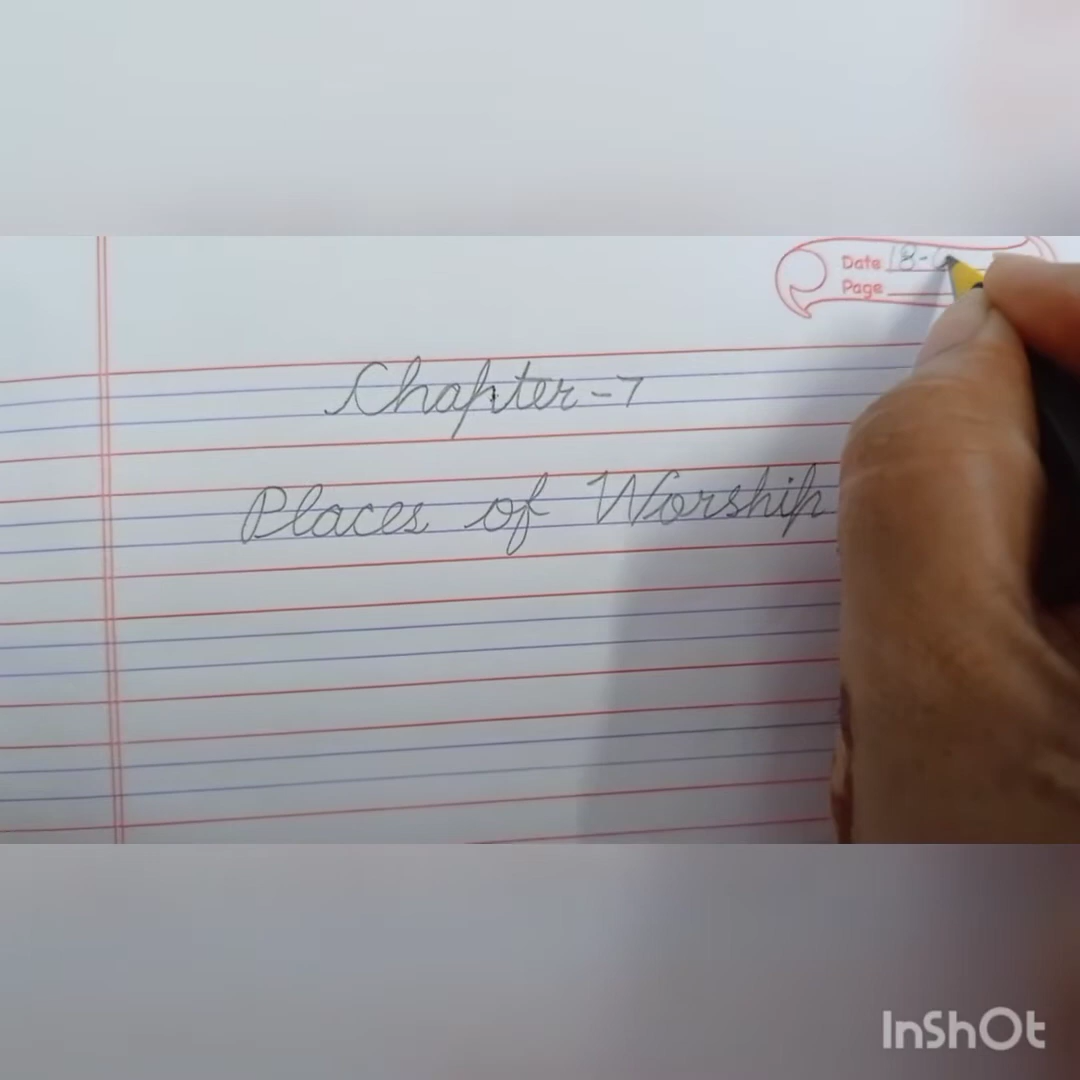 Date 18-
Page
Chapter-7
Places of Worship
InShOt